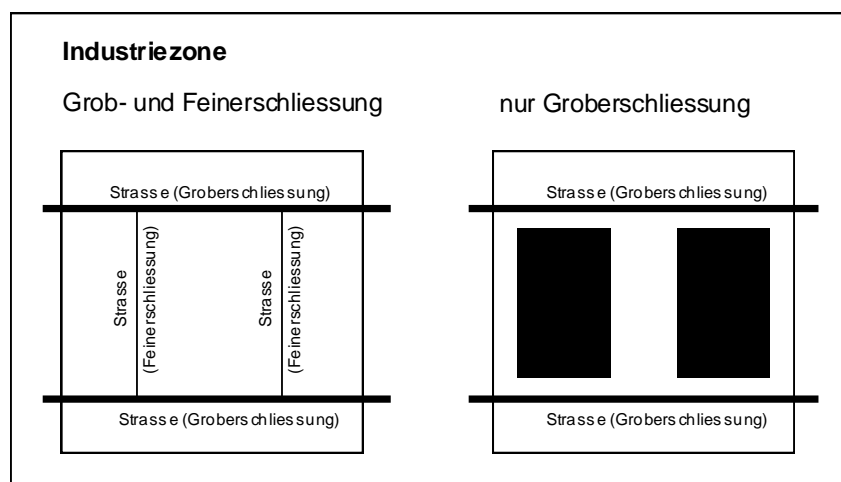 Industriezone
Grob- und Feinerschliessung
nur Groberschliessung
Strasse (Groberschliessung)
Strasse
(Feinerschliessung)
Strasse
(Feinerschliessung)
Strasse (Groberschliessung)
Strasse (Groberschliessung)
Strasse (Groberschliessung)